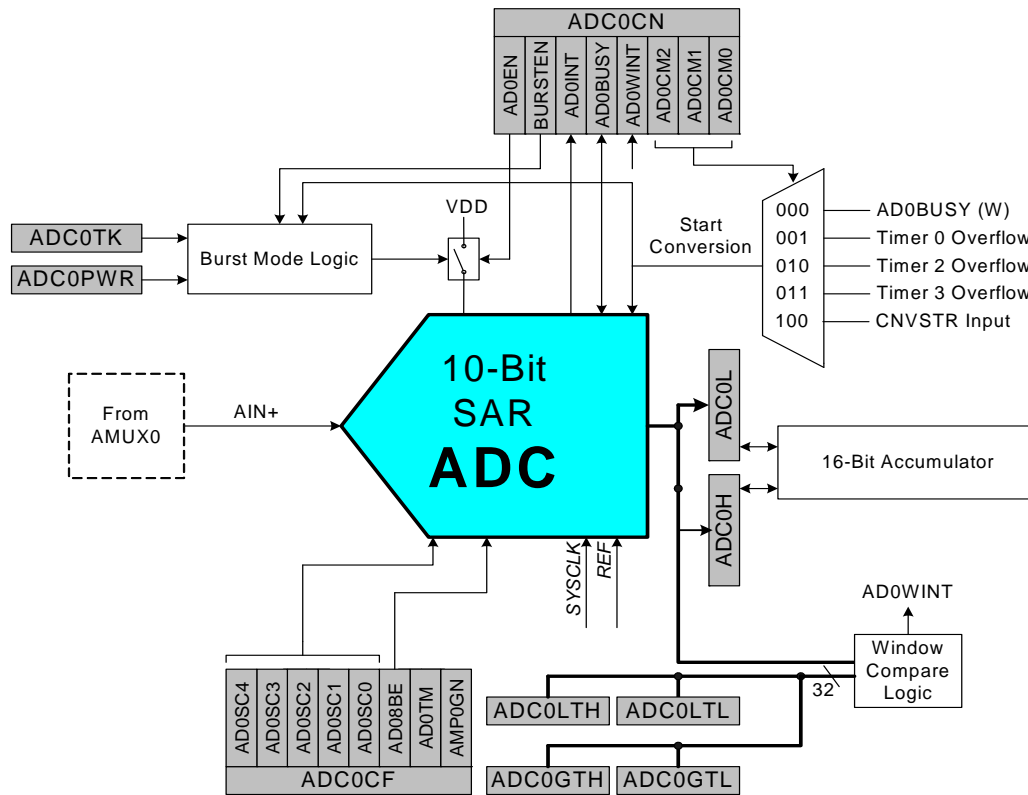 ADC0CN
AD0EN
BURSTEN
AD0INT
AD0BUSY
AD0WINT
AD0CM2
AD0CM1
AD0CM0
VDD
ADC0TK
ADC0PWR
Burst Mode Logic
Start
Conversion
000
AD0BUSY (W)
001
Timer 0 Overflow
010
Timer 2 Overflow
011
Timer 3 Overflow
100
CNVSTR Input
From
AMUX0
AIN+
10-Bit
SAR
ADC
ADC0L
ADC0H
16-Bit Accumulator
SYSCLK
REF
AD0WINT
Window
Compare
Logic
32
AD0SC4
AD0SC3
AD0SC2
AD0SC1
AD0SC0
AD08BE
AD0TM
AMP0GN
ADC0CF
ADC0LTH
ADC0LTL
ADC0GTH
ADC0GTL